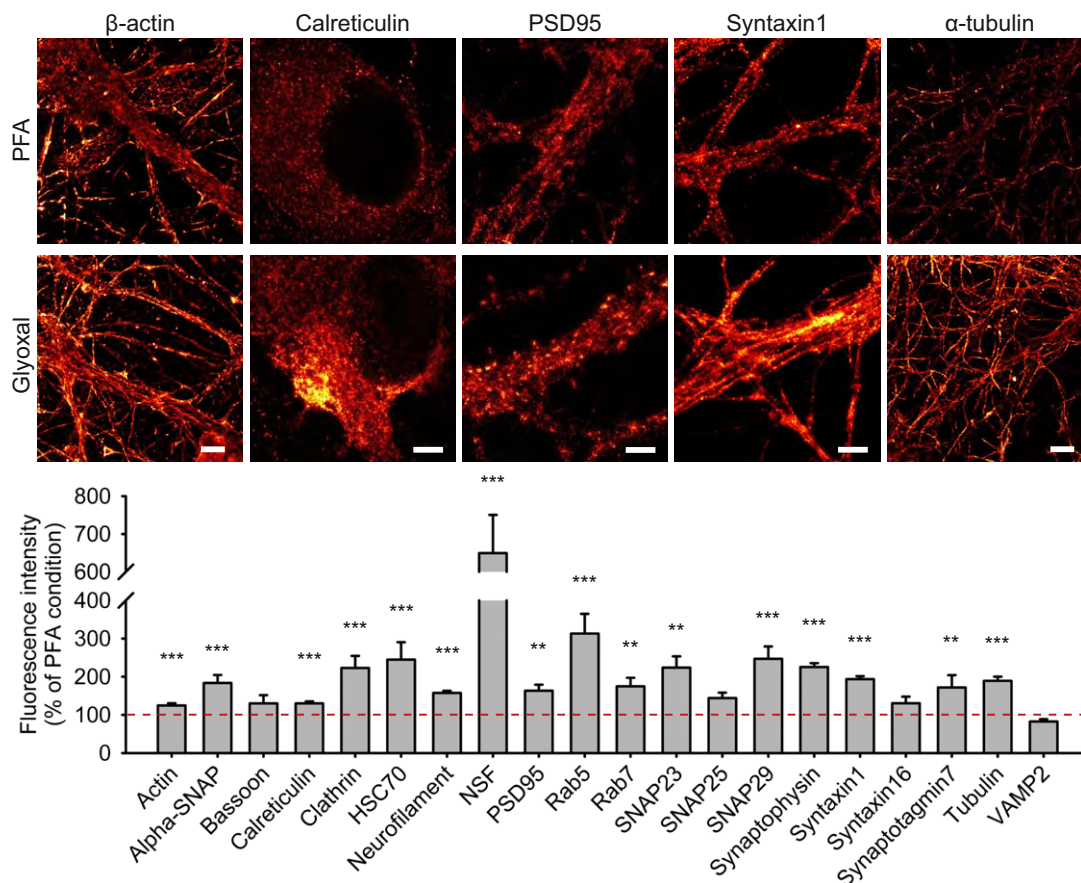 β-actin Calreticulin PSD95 Syntaxin1 α-tubulin
PFA
Glyoxal
Fluorescence intensity
(% of PFA condition)
800
700
600
400
300
200
100
0
*** *** *** *** *** *** *** ** *** ** ** *** *** *** ** ***
Actin
Alpha-SNAP
Bassoon
Calreticulin
Clathrin
HSC70
Neurofilament
NSF
PSD95
Rab5
Rab7
SNAP23
SNAP25
SNAP29
Synaptophysin
Syntaxin1
Syntaxin16
Synaptotagmin7
Tubulin
VAMP2